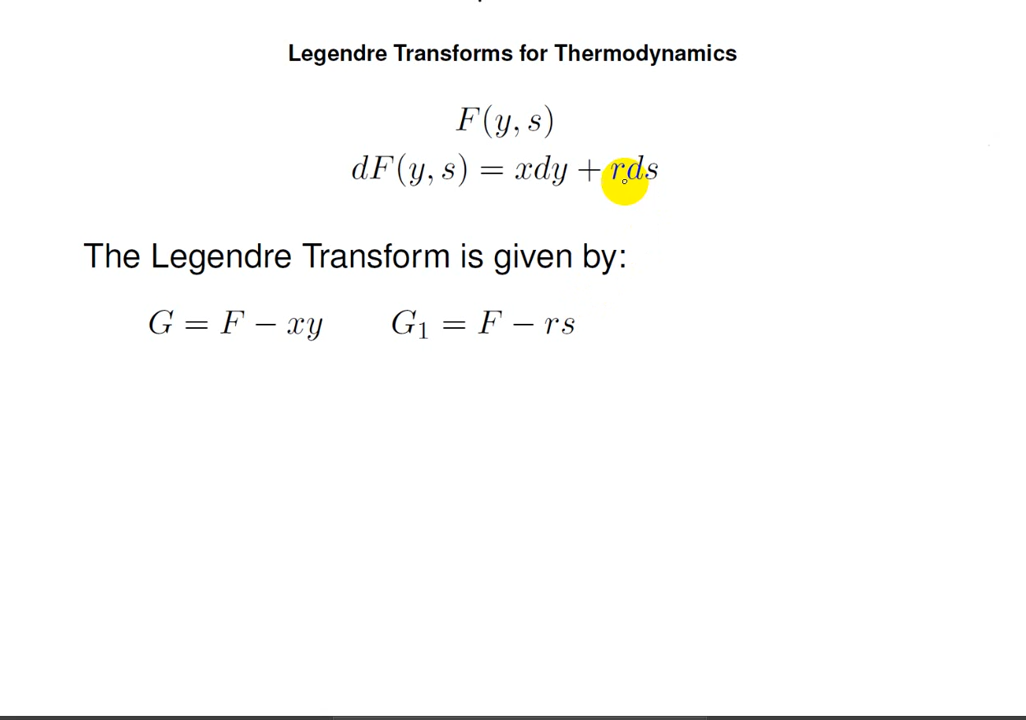 Legendre Transforms for Thermodynamics
F(y, s)
dF(y, s) = xdy + rds
The Legendre Transform is given by:
G = F − xy G₁ = F − rs